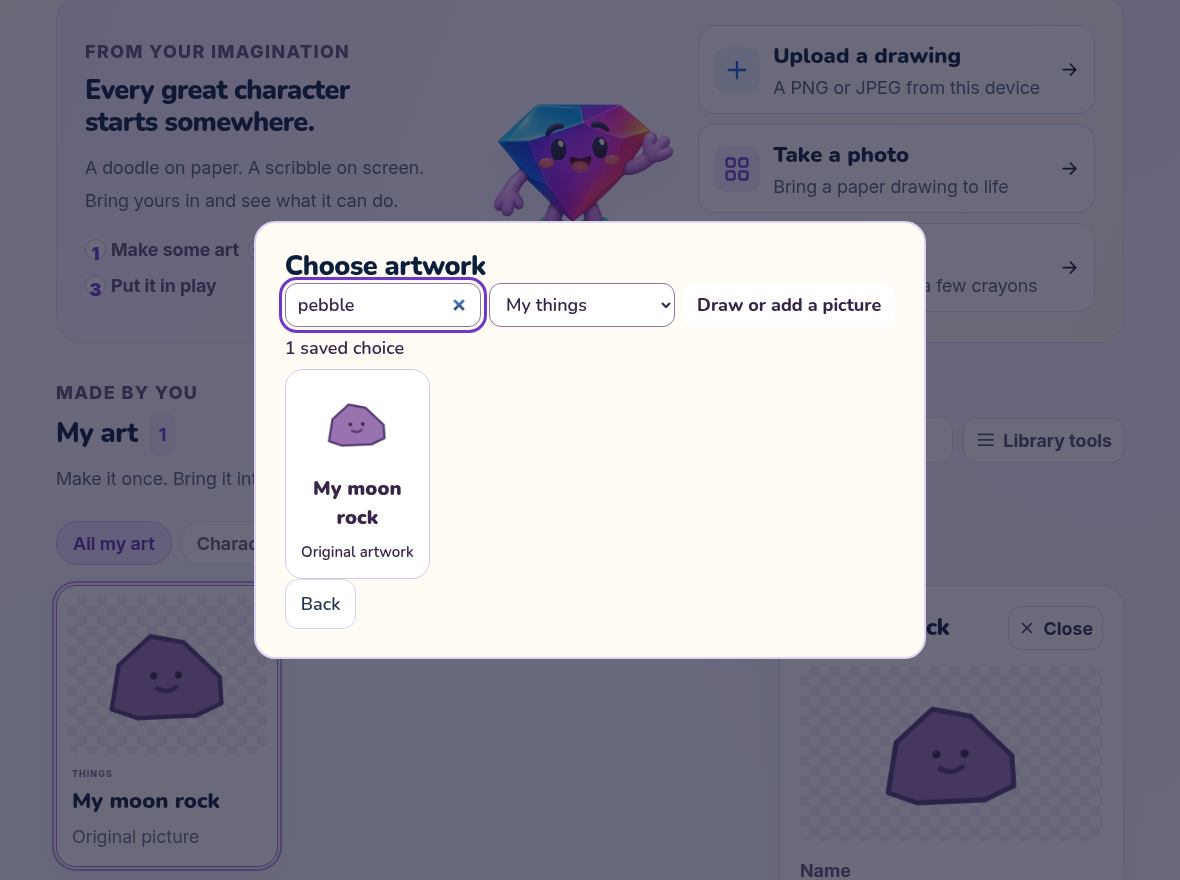 FROM YOUR IMAGINATION
Every great character
starts somewhere.
A doodle on paper. A scribble on screen.
Bring yours in and see what it can do.
1 Make some art
3 Put it in play
Upload a drawing
A PNG or JPEG from this device
Take a photo
Bring a paper drawing to life
a few crayons
Choose artwork
pebble
My things
Draw or add a picture
1 saved choice
My moon
rock
Original artwork
Back
MADE BY YOU
My art 1
Make it once. Bring it
Library tools
All my art
THINGS
My moon rock
Original picture
Close
Name